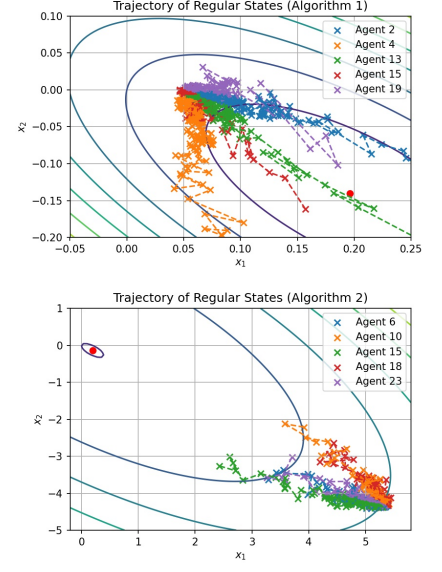 Trajectory of Regular States (Algorithm 1)
0.10
0.05
0.00
−0.05
−0.10
−0.15
−0.20
x₂
Agent 2
Agent 4
Agent 13
Agent 15
Agent 19
−0.05 0.00 0.05 0.10 0.15 0.20 0.25
x₁
Trajectory of Regular States (Algorithm 2)
1
0
−1
−2
−3
−4
−5
x₂
Agent 6
Agent 10
Agent 15
Agent 18
Agent 23
0 1 2 3 4 5
x₁